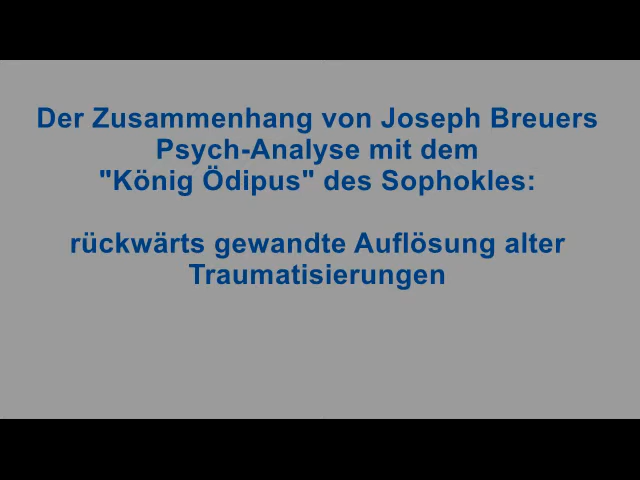 Der Zusammenhang von Joseph Breuers
Psych-Analyse mit dem
"König Ödipus" des Sophokles:
rückwärts gewandte Auflösung alter
Traumatisierungen